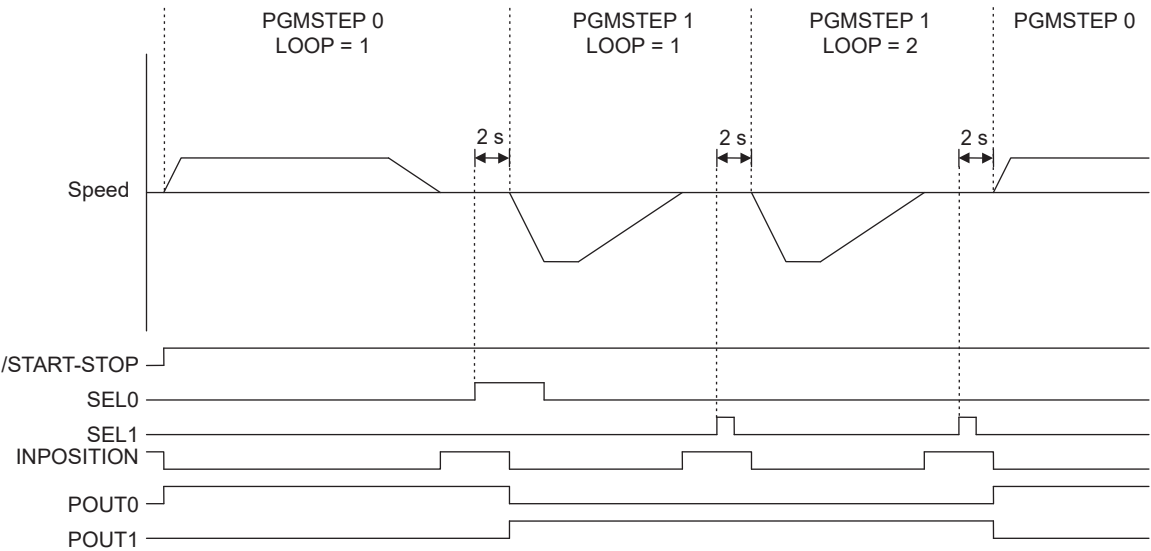 PGMSTEP 0
LOOP = 1
PGMSTEP 1
LOOP = 1
PGMSTEP 1
LOOP = 2
PGMSTEP 0
2 s
2 s
2 s
Speed
/START-STOP
SEL0
SEL1
INPOSITION
POUT0
POUT1